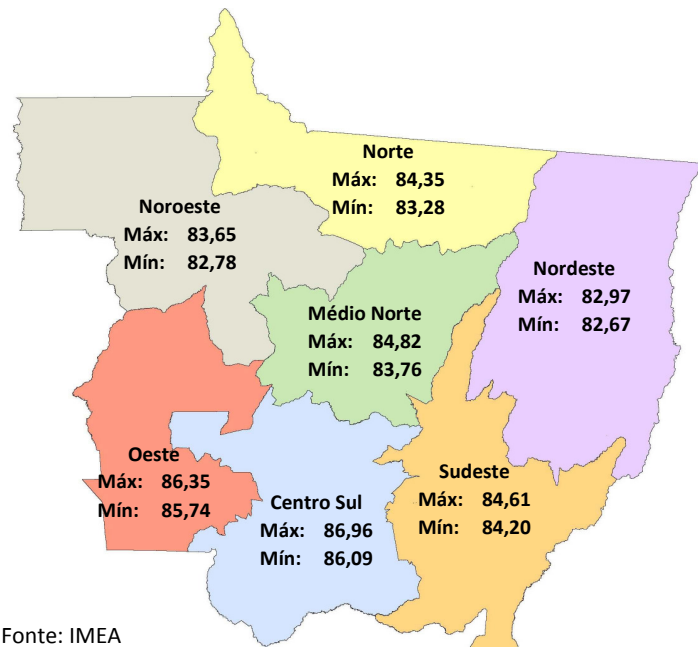 Norte
Máx: 84,35
Mín: 83,28
Noroeste
Máx: 83,65
Mín: 82,78
Nordeste
Máx: 82,97
Mín: 82,67
Médio Norte
Máx: 84,82
Mín: 83,76
Oeste
Máx: 86,35
Mín: 85,74
Sudeste
Máx: 84,61
Mín: 84,20
Centro Sul
Máx: 86,96
Mín: 86,09
Fonte: IMEA